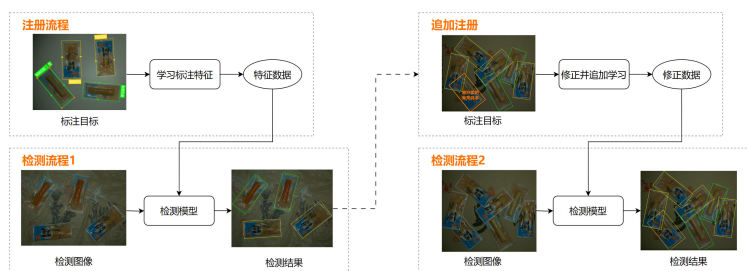 注册流程
学习标注特征
特征数据
标注目标
检测流程1
检测模型
检测图像
检测结果
追加注册
修正并追加学习
修正数据
标注目标
检测流程2
检测模型
检测图像
检测结果